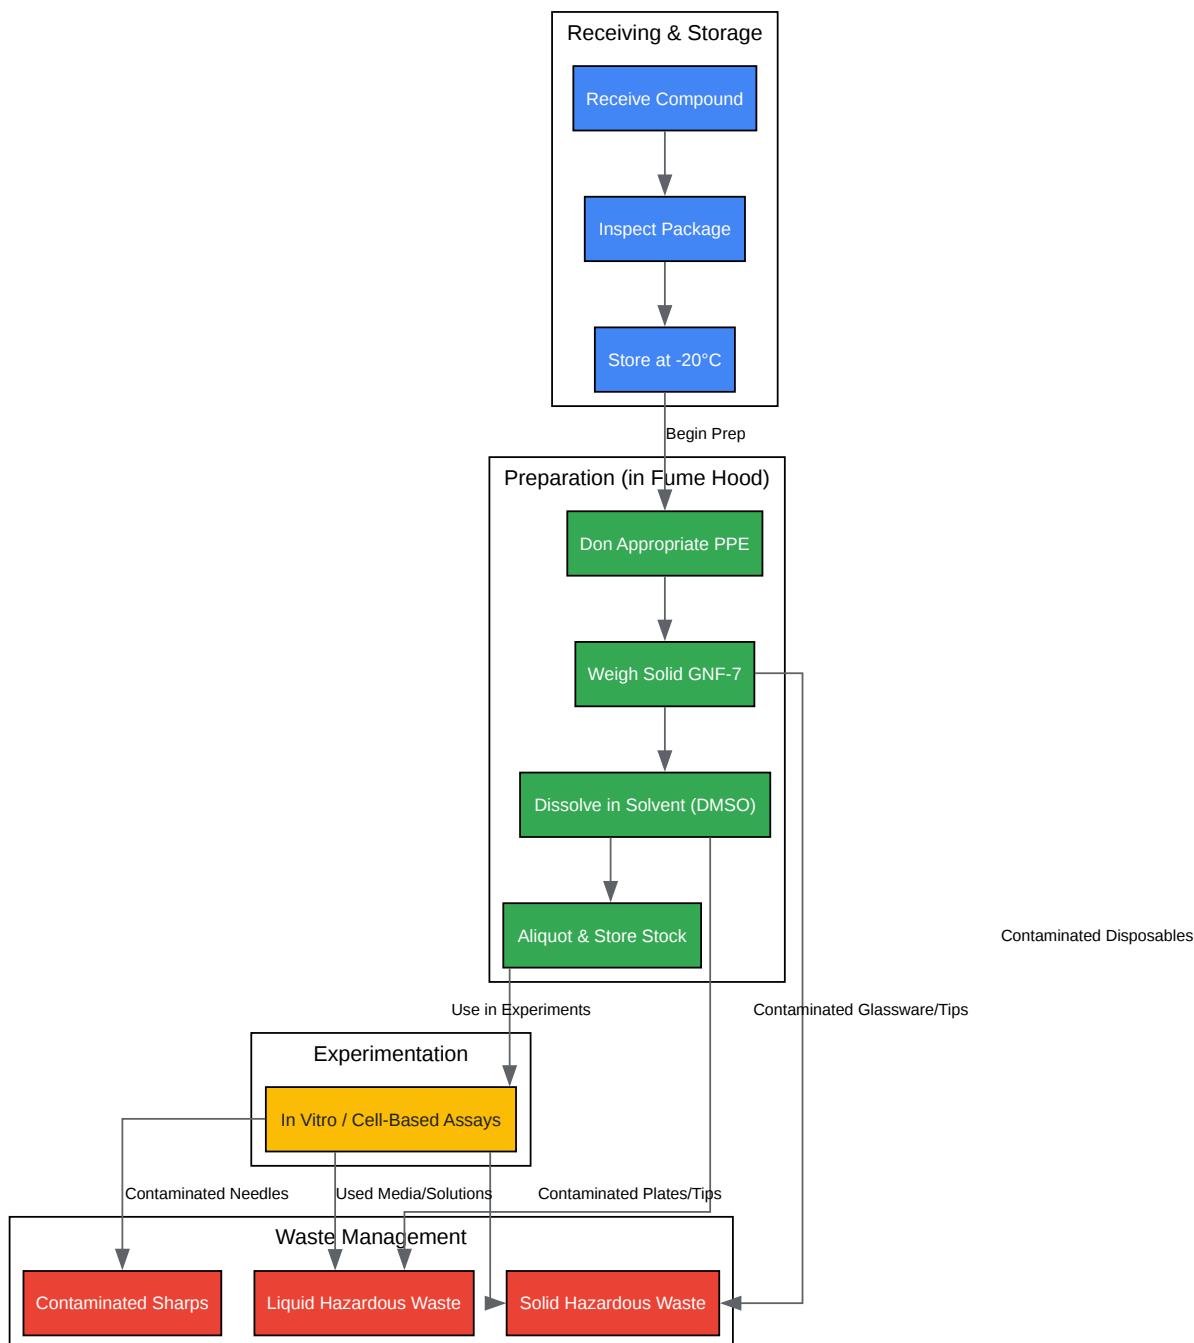 Receiving & Storage
Receive Compound
Inspect Package
Store at -20°C
Begin Prep
Preparation (in Fume Hood)
Don Appropriate PPE
Weigh Solid GNF-7
Dissolve in Solvent (DMSO)
Aliquot & Store Stock
Contaminated Disposables
Use in Experiments
Contaminated Glassware/Tips
Experimentation
In Vitro / Cell-Based Assays
Contaminated Needles
Used Media/Solutions
Contaminated Plates/Tips
Waste Management
Contaminated Sharps
Liquid Hazardous Waste
Solid Hazardous Waste